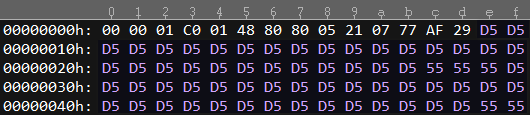 0 1 2 3 4 5 6 7 8 9 a b c d e f
00000000h: 00 00 01 C0 01 48 80 80 05 21 07 77 AF 29 D5 D5
00000010h: D5 D5 D5 D5 D5 D5 D5 D5 D5 D5 D5 D5 D5 D5 D5 D5
00000020h: D5 D5 D5 D5 D5 D5 D5 D5 D5 D5 D5 D5 55 55 55 D5
00000030h: D5 D5 D5 D5 D5 D5 D5 D5 D5 D5 D5 D5 D5 D5 D5 D5
00000040h: D5 D5 D5 D5 D5 D5 D5 D5 D5 D5 D5 D5 D5 D5 55 55